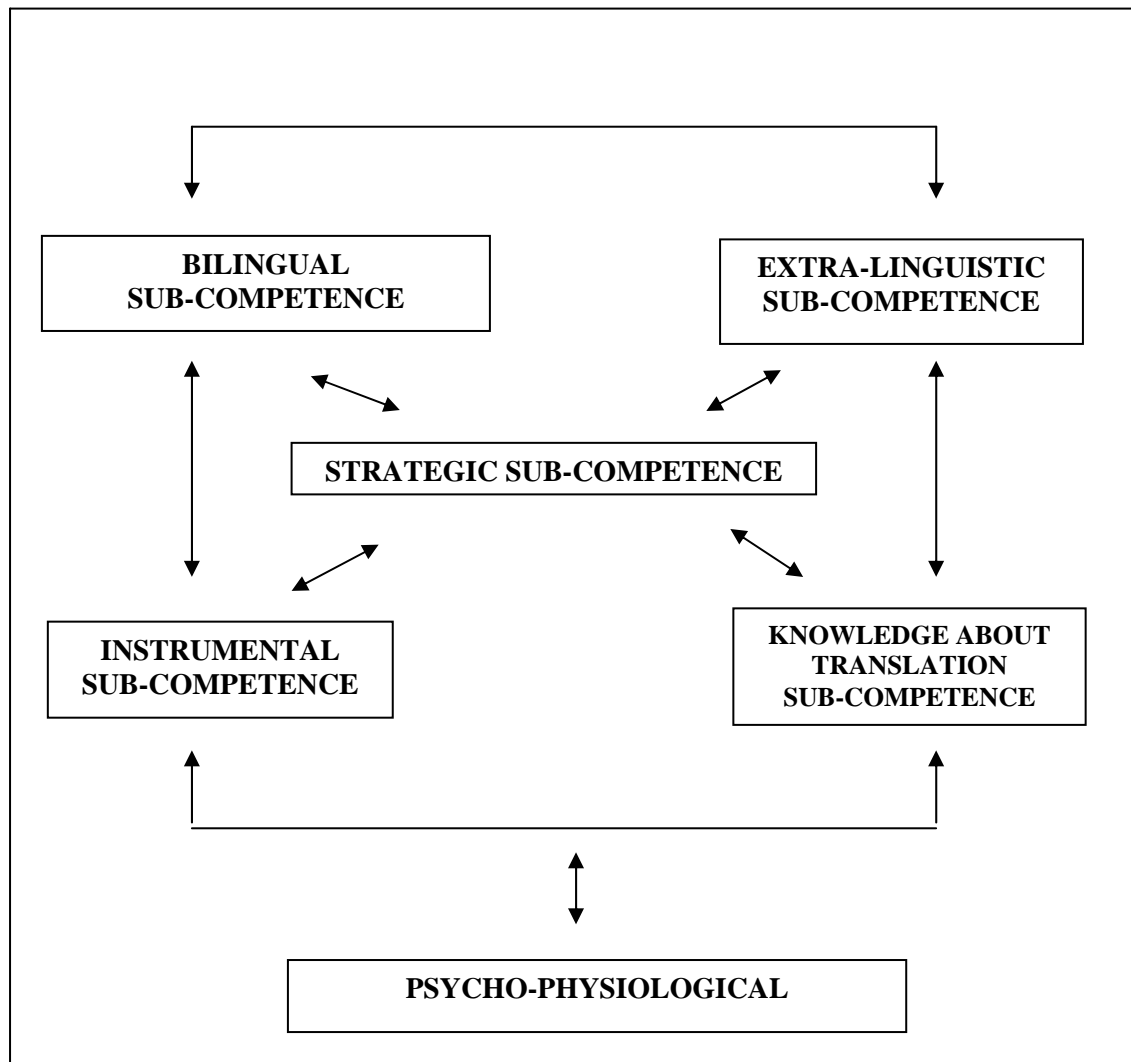 BILINGUAL
SUB-COMPETENCE
EXTRA-LINGUISTIC
SUB-COMPETENCE
STRATEGIC SUB-COMPETENCE
INSTRUMENTAL
SUB-COMPETENCE
KNOWLEDGE ABOUT
TRANSLATION
SUB-COMPETENCE
PSYCHO-PHYSIOLOGICAL